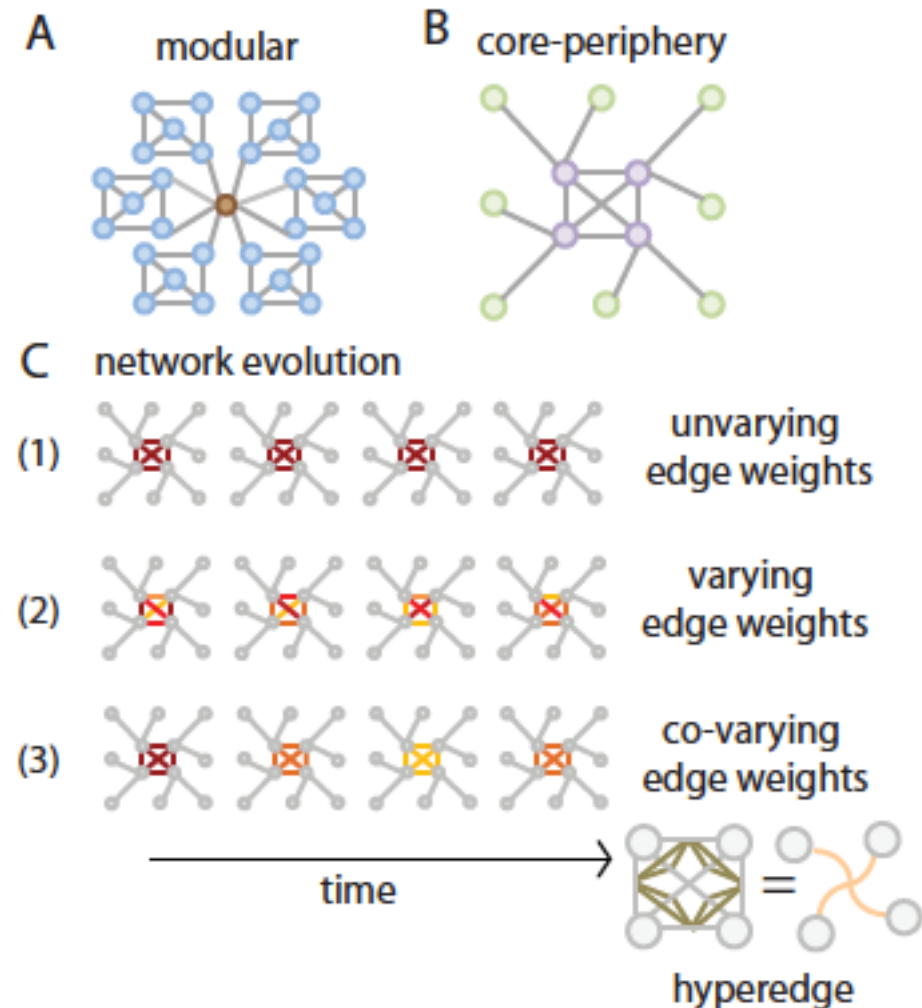 A
modular
B
core-periphery
C network evolution
(1)
unvarying
edge weights
(2)
varying
edge weights
(3)
co-varying
edge weights
time
=
hyperedge